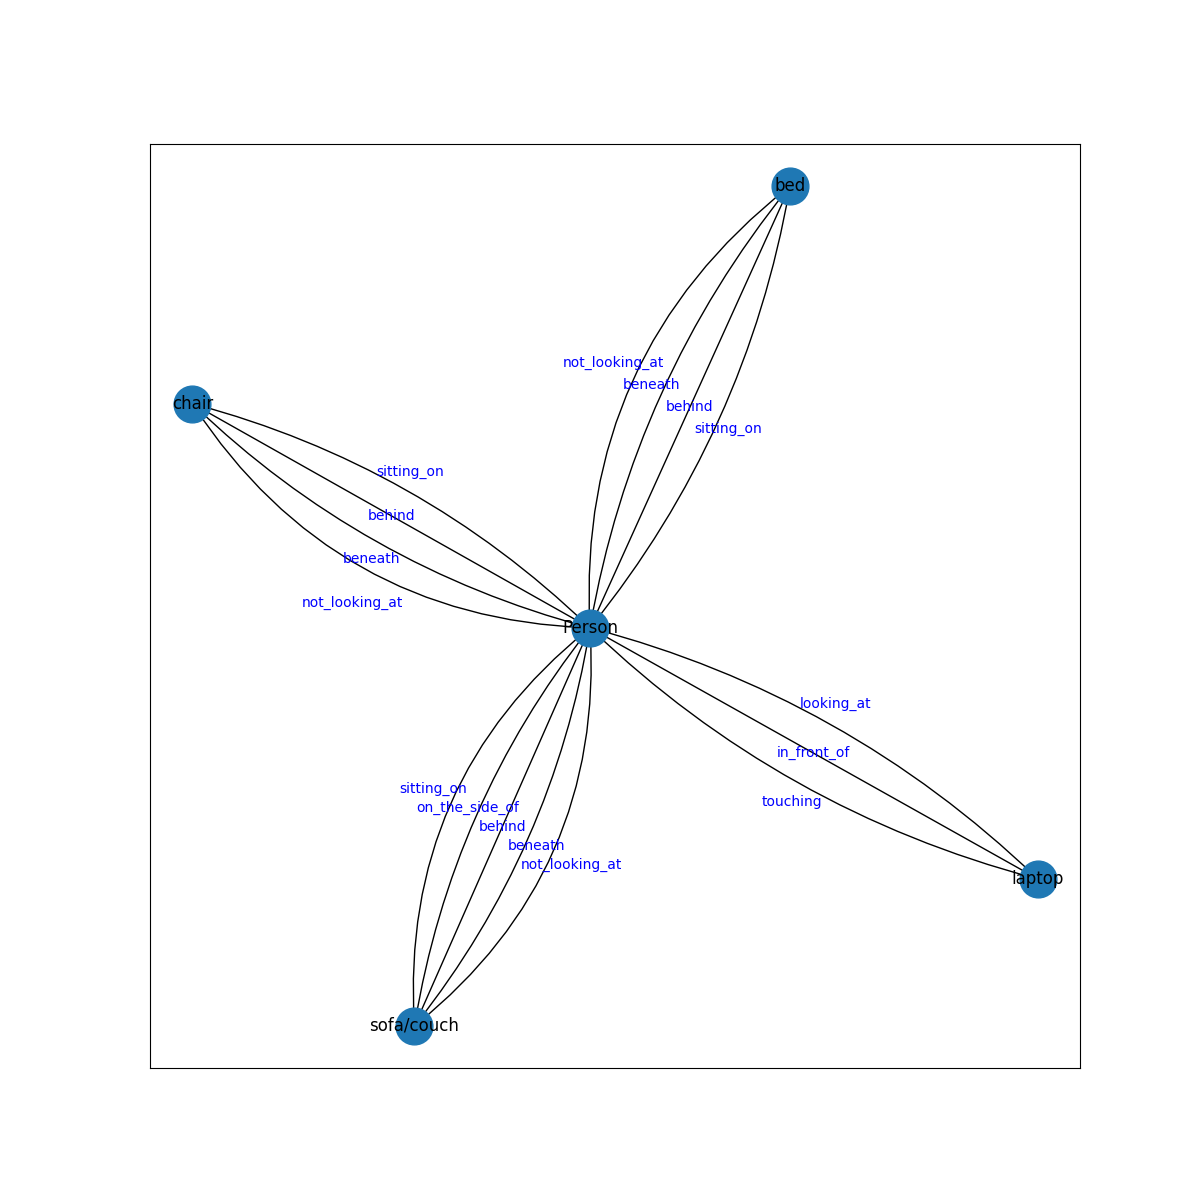 bed
not_looking_at
beneath
chair
behind
sitting_on
sitting_on
behind
beneath
not_looking_at
Person
looking_at
in_front_of
sitting_on
touching
on_the_side_of
behind
beneath
not_looking_at
laptop
sofa/couch